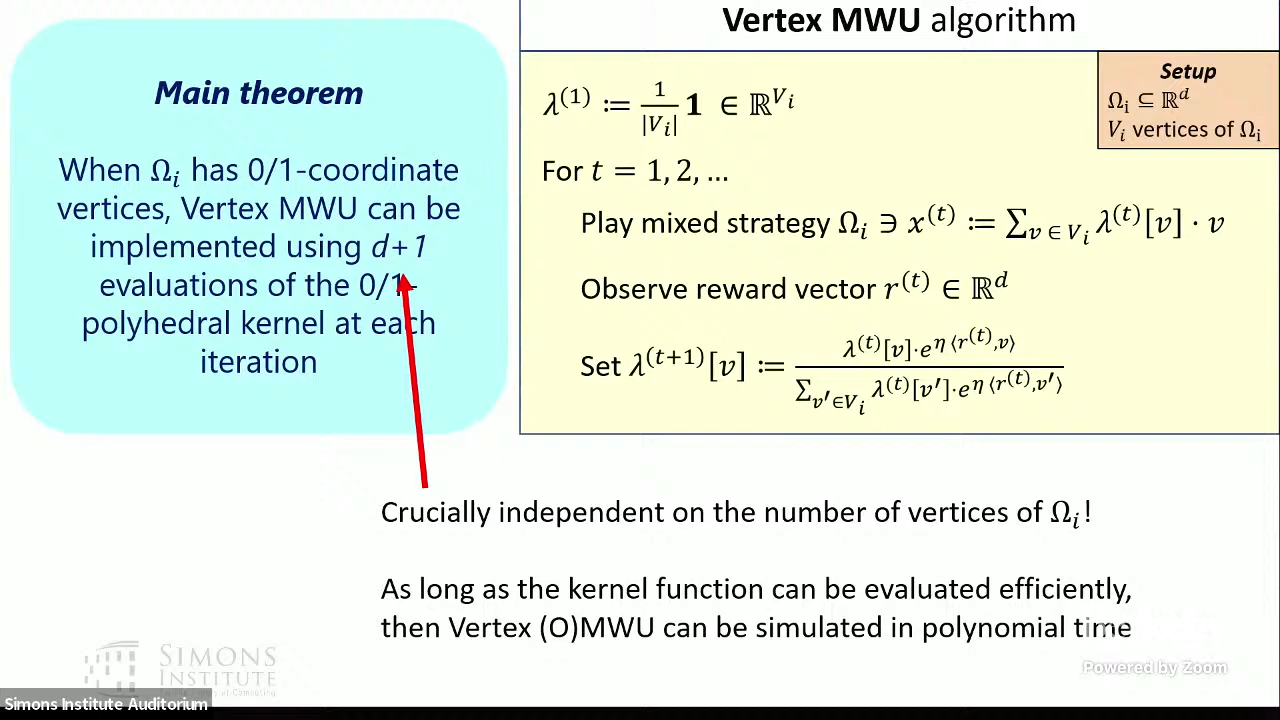 Vertex MWU algorithm
Main theorem
When Ωᵢ has 0/1-coordinate
vertices, Vertex MWU can be
implemented using d+1
evaluations of the 0/1-
polyhedral kernel at each
iteration
Setup
Ωᵢ ⊆ ℝᵈ
Vᵢ vertices of Ωᵢ
λ⁽¹⁾ ≔ 1/|Vᵢ| 𝟏 ∈ ℝ^{Vᵢ}
For t = 1, 2, ...
Play mixed strategy Ωᵢ ∋ x⁽ᵗ⁾ ≔ ∑_{v ∈ Vᵢ} λ⁽ᵗ⁾[v] · v
Observe reward vector r⁽ᵗ⁾ ∈ ℝᵈ
Set λ⁽ᵗ⁺¹⁾[v] ≔ (λ⁽ᵗ⁾[v]·e^{η ⟨r⁽ᵗ⁾,v⟩}) / (∑_{v′∈Vᵢ} λ⁽ᵗ⁾[v′]·e^{η ⟨r⁽ᵗ⁾,v′⟩})
Crucially independent on the number of vertices of Ωᵢ!
As long as the kernel function can be evaluated efficiently,
then Vertex (O)MWU can be simulated in polynomial time
SIMONS
INSTITUTE
Powered by Zoom
Simons Institute Auditorium